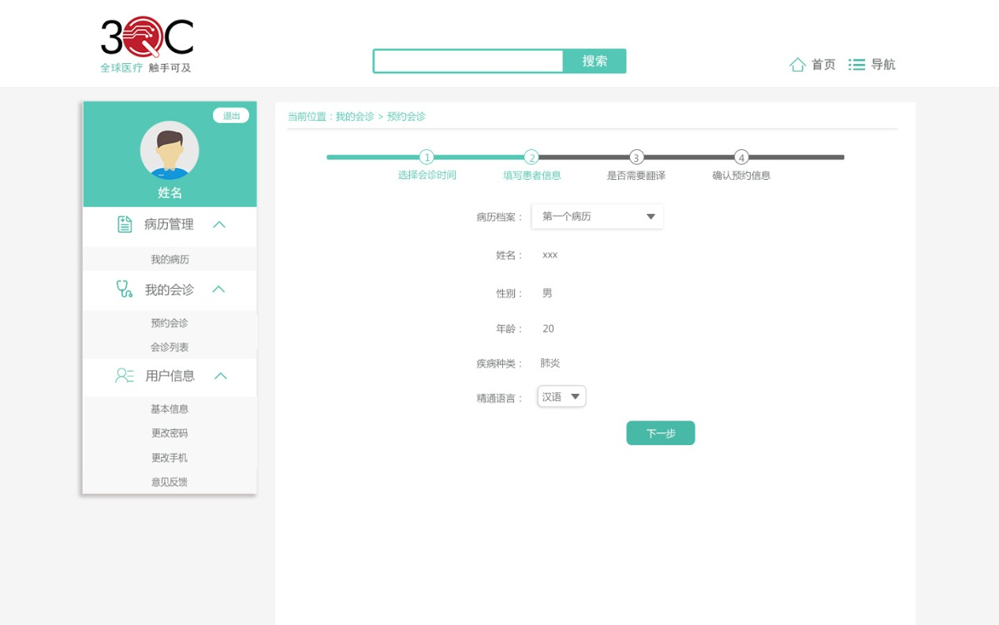 3QC
全球医疗 触手可及
搜索
首页
导航
退出
姓名
病历管理
我的病历
我的会诊
预约会诊
会诊列表
用户信息
基本信息
更改密码
更改手机
意见反馈
当前位置：我的会诊 > 预约会诊
1 2 3 4
选择会诊时间 填写患者信息 是否需要翻译 确认预约信息
病历档案： 第一个病历
姓名： xxx
性别： 男
年龄： 20
疾病种类： 肺炎
精通语言： 汉语
下一步